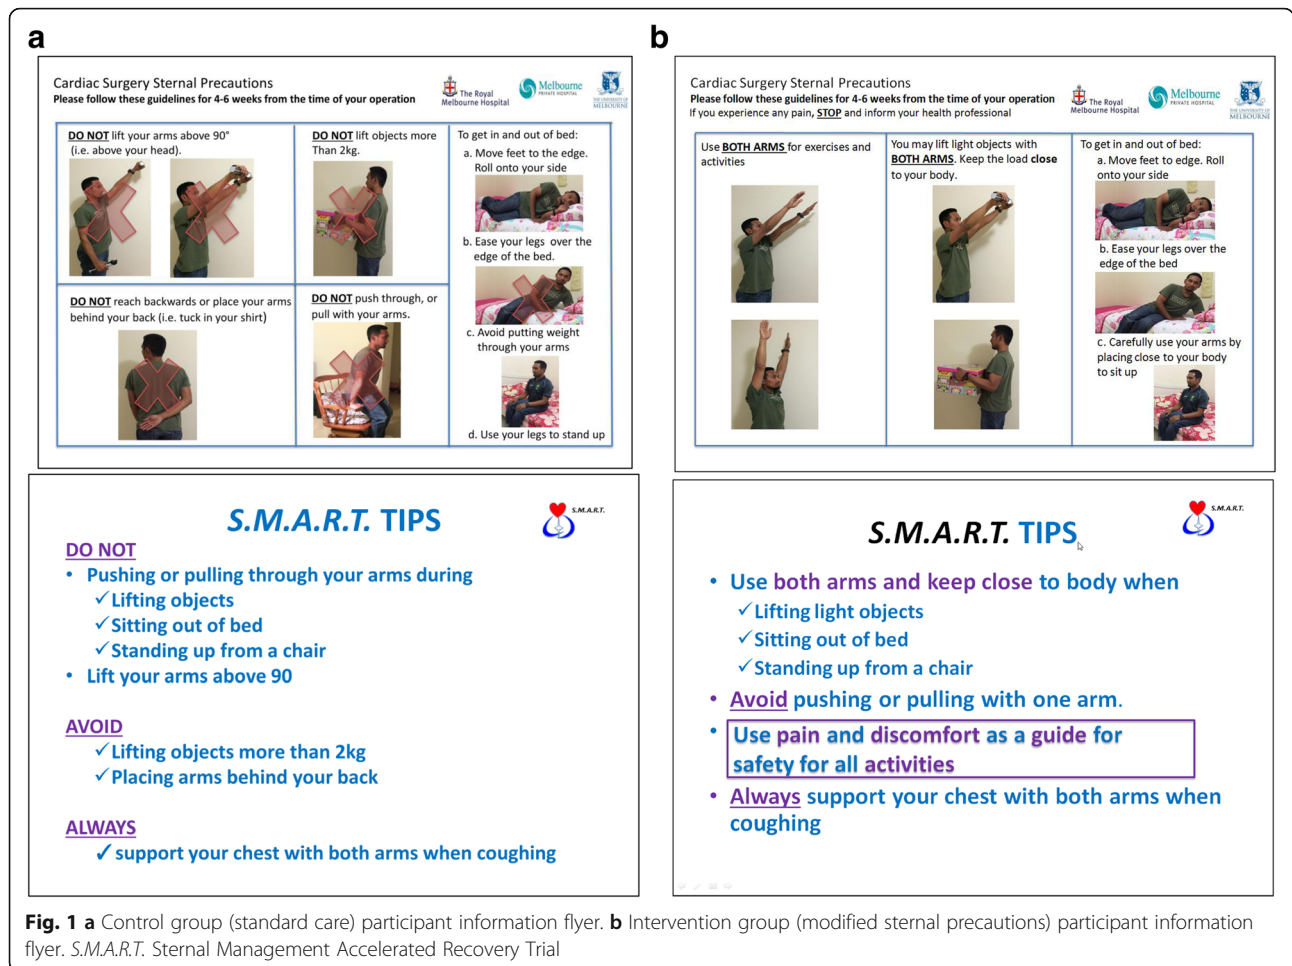 a
Cardiac Surgery Sternal Precautions
Please follow these guidelines for 4-6 weeks from the time of your operation
The Royal
Melbourne Hospital
Melbourne
PRIVATE HOSPITAL
THE UNIVERSITY OF
MELBOURNE
DO NOT lift your arms above 90°
(i.e. above your head).
DO NOT lift objects more
Than 2kg.
DO NOT reach backwards or place your arms
behind your back (i.e. tuck in your shirt)
DO NOT push through, or
pull with your arms.
To get in and out of bed:
a. Move feet to the edge.
Roll onto your side
b. Ease your legs over the
edge of the bed.
c. Avoid putting weight
through your arms
d. Use your legs to stand up
S.M.A.R.T. TIPS
S.M.A.R.T.
DO NOT
• Pushing or pulling through your arms during
✓Lifting objects
✓Sitting out of bed
✓Standing up from a chair
• Lift your arms above 90
AVOID
✓Lifting objects more than 2kg
✓Placing arms behind your back
ALWAYS
✓support your chest with both arms when coughing
b
Cardiac Surgery Sternal Precautions
Please follow these guidelines for 4-6 weeks from the time of your operation
If you experience any pain, STOP and inform your health professional
The Royal
Melbourne Hospital
Melbourne
PRIVATE HOSPITAL
THE UNIVERSITY OF
MELBOURNE
Use BOTH ARMS for exercises and
activities
You may lift light objects with
BOTH ARMS. Keep the load close
to your body.
To get in and out of bed:
a. Move feet to edge. Roll
onto your side
b. Ease your legs over the
edge of the bed
c. Carefully use your arms by
placing close to your body
to sit up
S.M.A.R.T. TIPS
S.M.A.R.T.
• Use both arms and keep close to body when
✓Lifting light objects
✓Sitting out of bed
✓Standing up from a chair
• Avoid pushing or pulling with one arm.
• Use pain and discomfort as a guide for
safety for all activities
• Always support your chest with both arms when
coughing
Fig. 1 a Control group (standard care) participant information flyer. b Intervention group (modified sternal precautions) participant information
flyer. S.M.A.R.T. Sternal Management Accelerated Recovery Trial